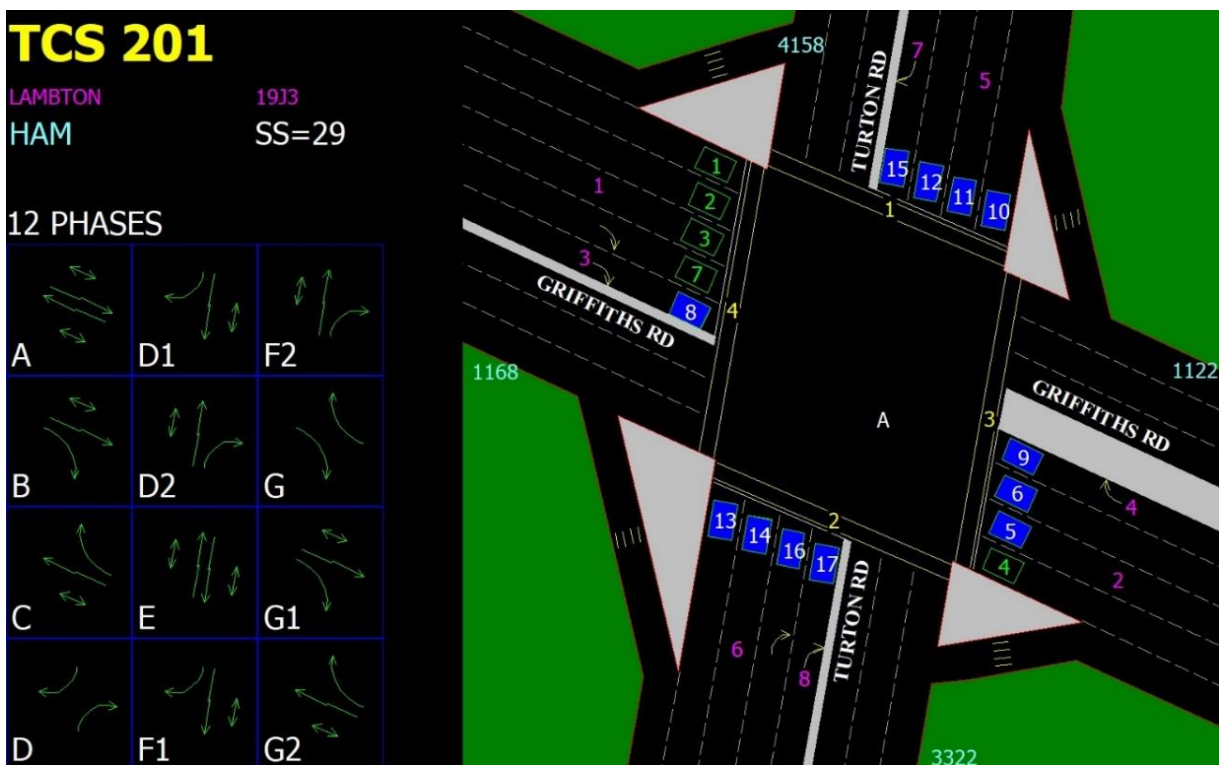 TCS 201
LAMBTON 19J3
HAM SS=29
12 PHASES
A D1 F2
B D2 G
C E G1
D F1 G2
4158
TURTON RD
7
5
15 12 11 10
1
1
2
3
7
8
1
3
GRIFFITHS RD
4
1168
A
1122
GRIFFITHS RD
3
9
6
5
4
4
2
13 14 16 17
2
6
8
TURTON RD
3322